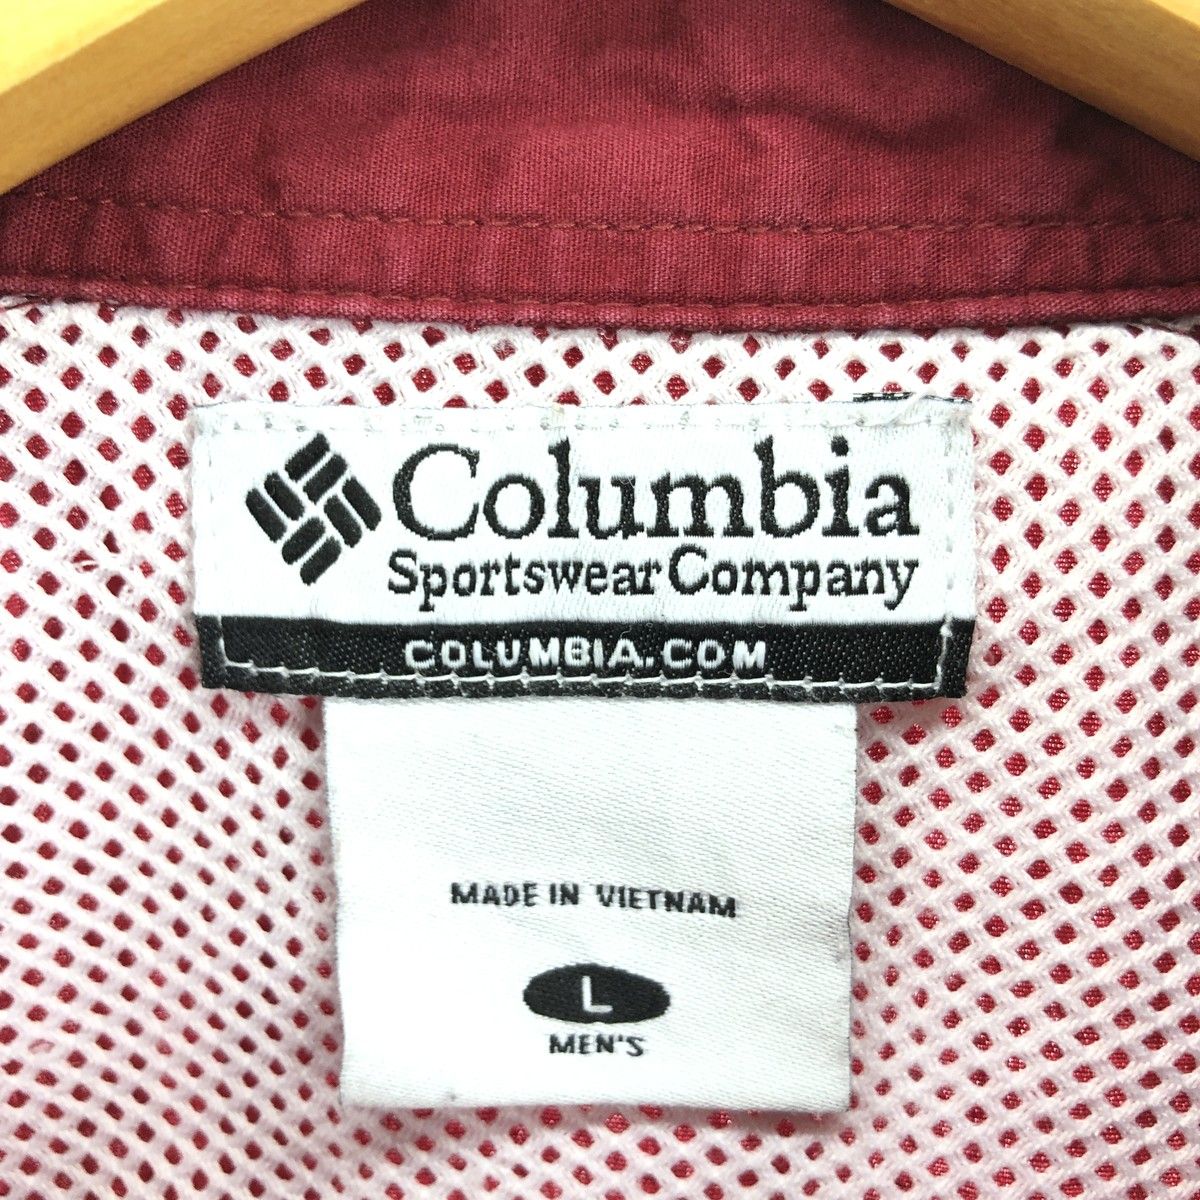 Columbia
Sportswear Company
COLUMBIA.COM
MADE IN VIETNAM
L
MEN'S